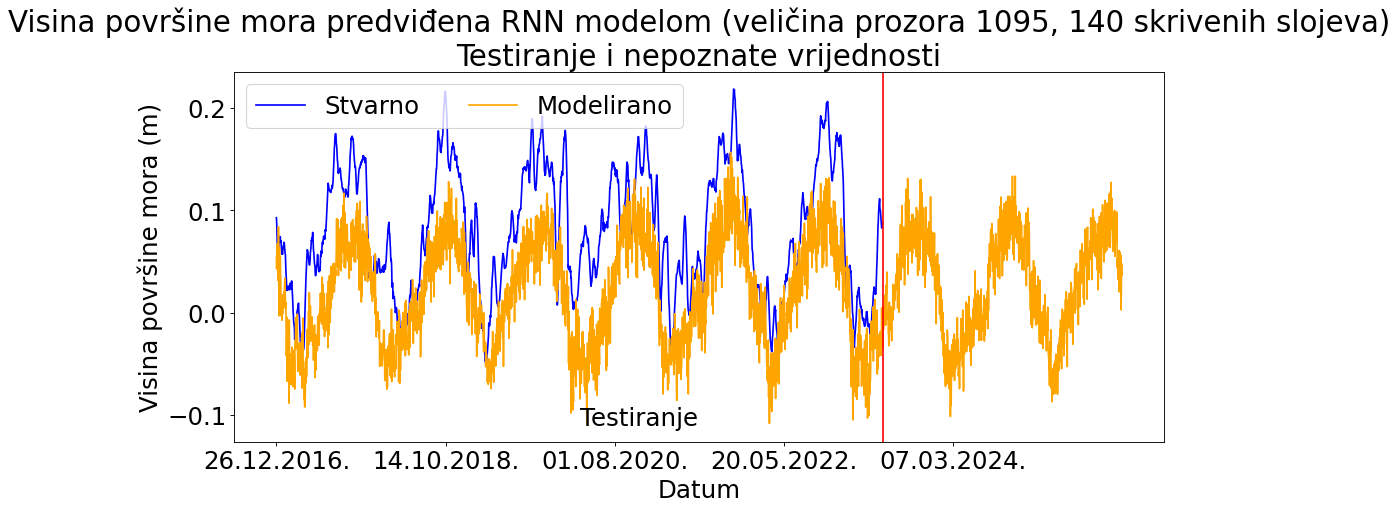 Visina površine mora predviđena RNN modelom (veličina prozora 1095, 140 skrivenih slojeva)
Testiranje i nepoznate vrijednosti
Stvarno
Modelirano
Visina površine mora (m)
0.2
0.1
0.0
−0.1
Testiranje
26.12.2016.
14.10.2018.
01.08.2020.
20.05.2022.
07.03.2024.
Datum